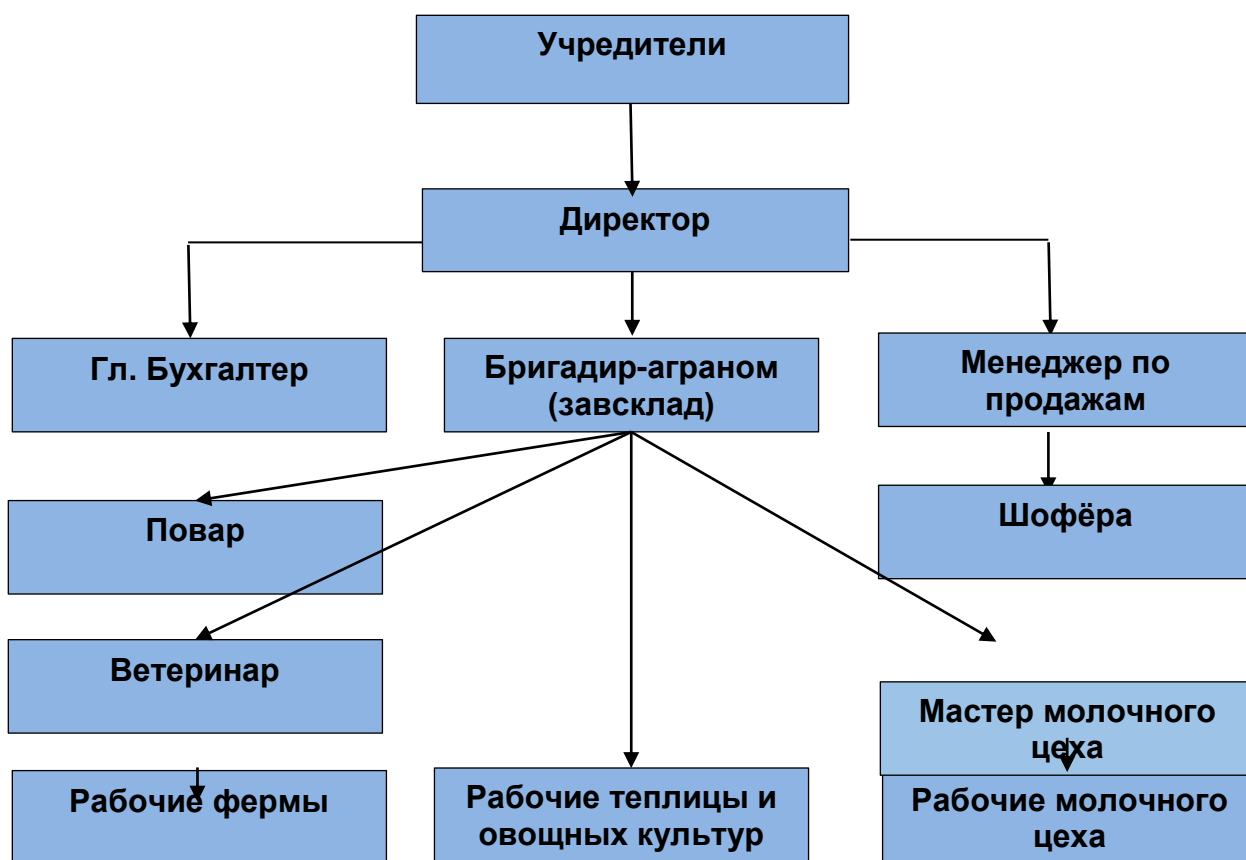 Учредители
Директор
Гл. Бухгалтер
Бригадир-аграном
(завсклад)
Менеджер по
продажам
Повар
Шофёра
Ветеринар
Мастер молочного
цеха
Рабочие фермы
Рабочие теплицы и
овощных культур
Рабочие молочного
цеха